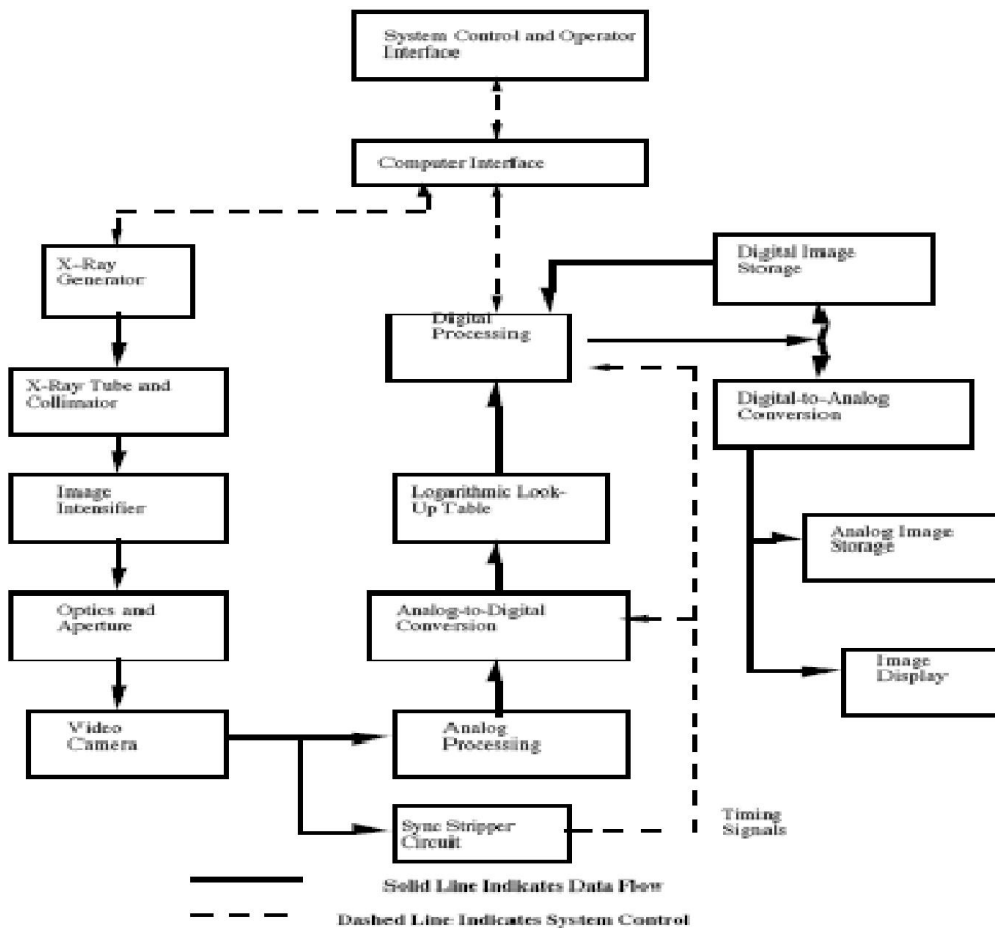 System Control and Operator
Interface
Computer Interface
X-Ray
Generator
Digital Image
Storage
Digital
Processing
X-Ray Tube and
Collimator
Digital-to-Analog
Conversion
Image
Intensifier
Logarithmic Look-
Up Table
Analog Image
Storage
Optics and
Aperture
Analog-to-Digital
Conversion
Image
Display
Video
Camera
Analog
Processing
Sync Stripper
Circuit
Timing
Signals
Solid Line Indicates Data Flow
Dashed Line Indicates System Control